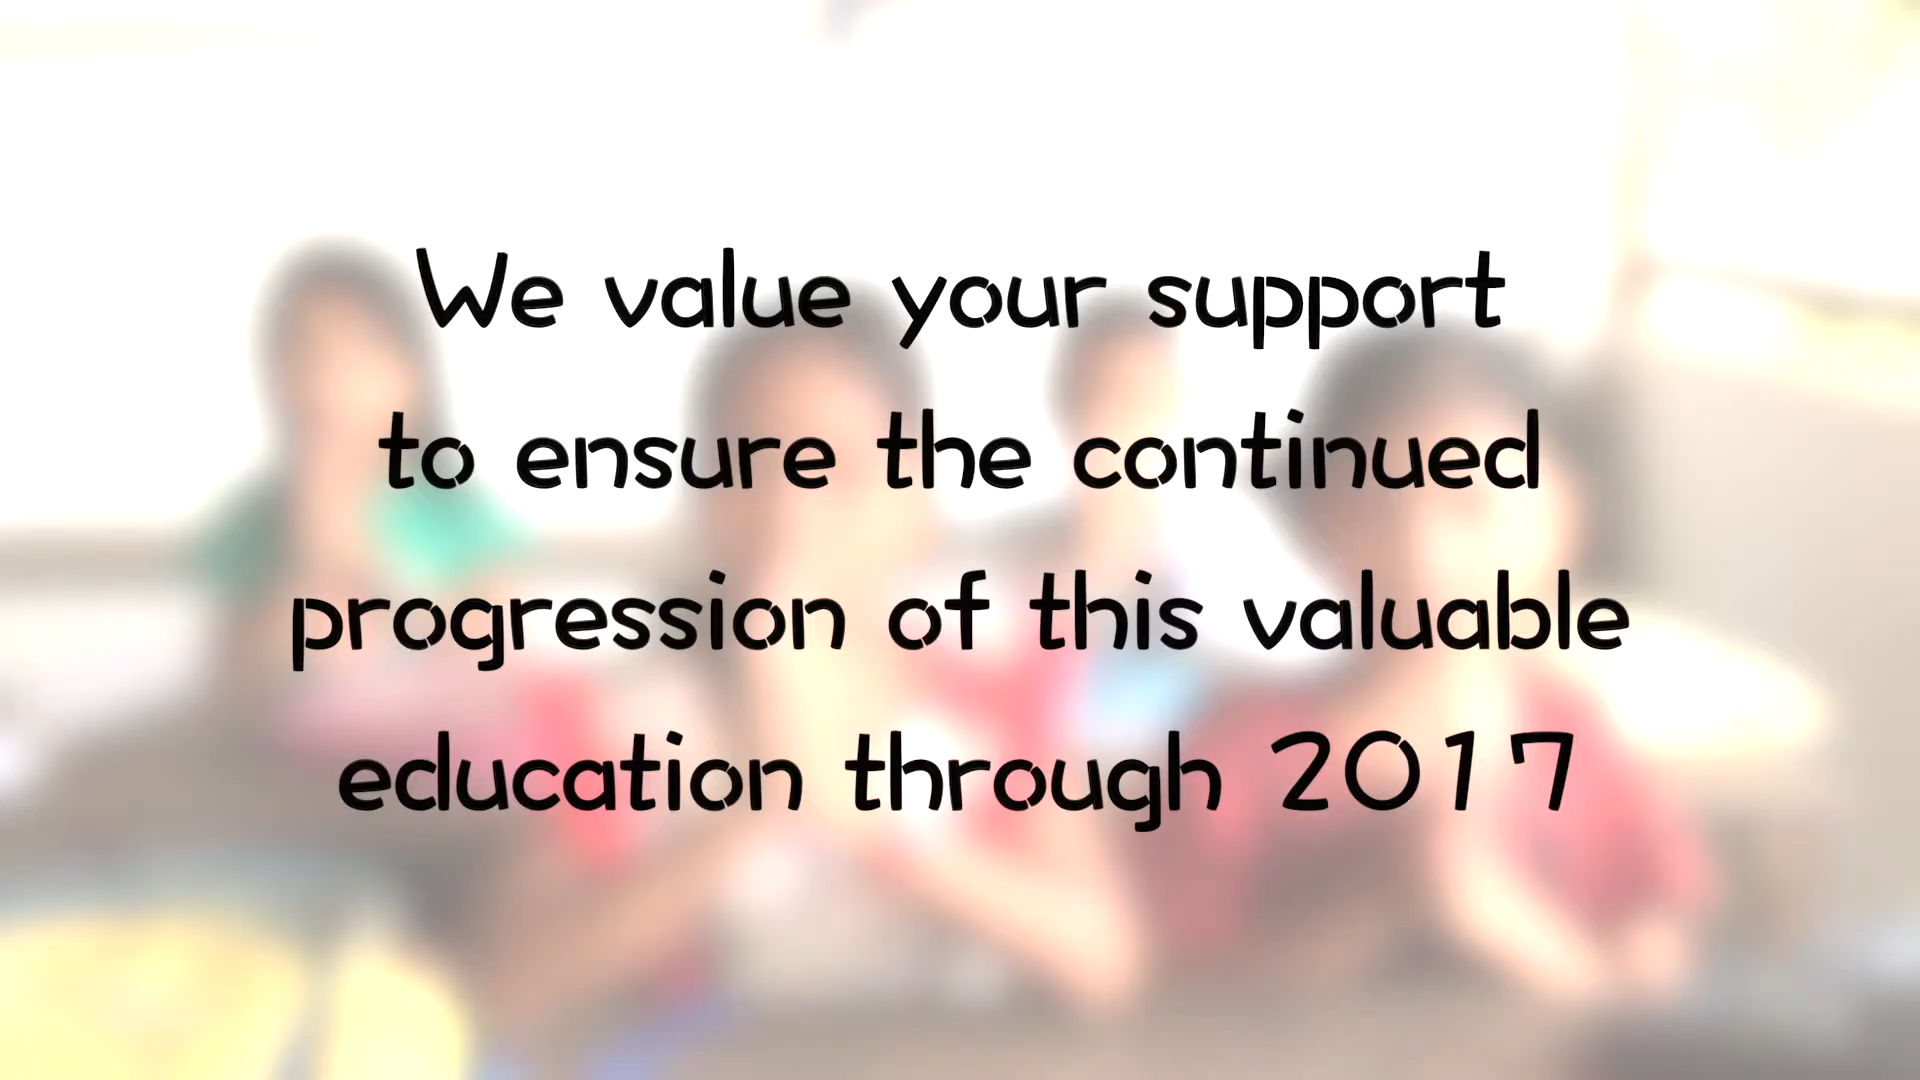 We value your support
to ensure the continued
progression of this valuable
education through 2017